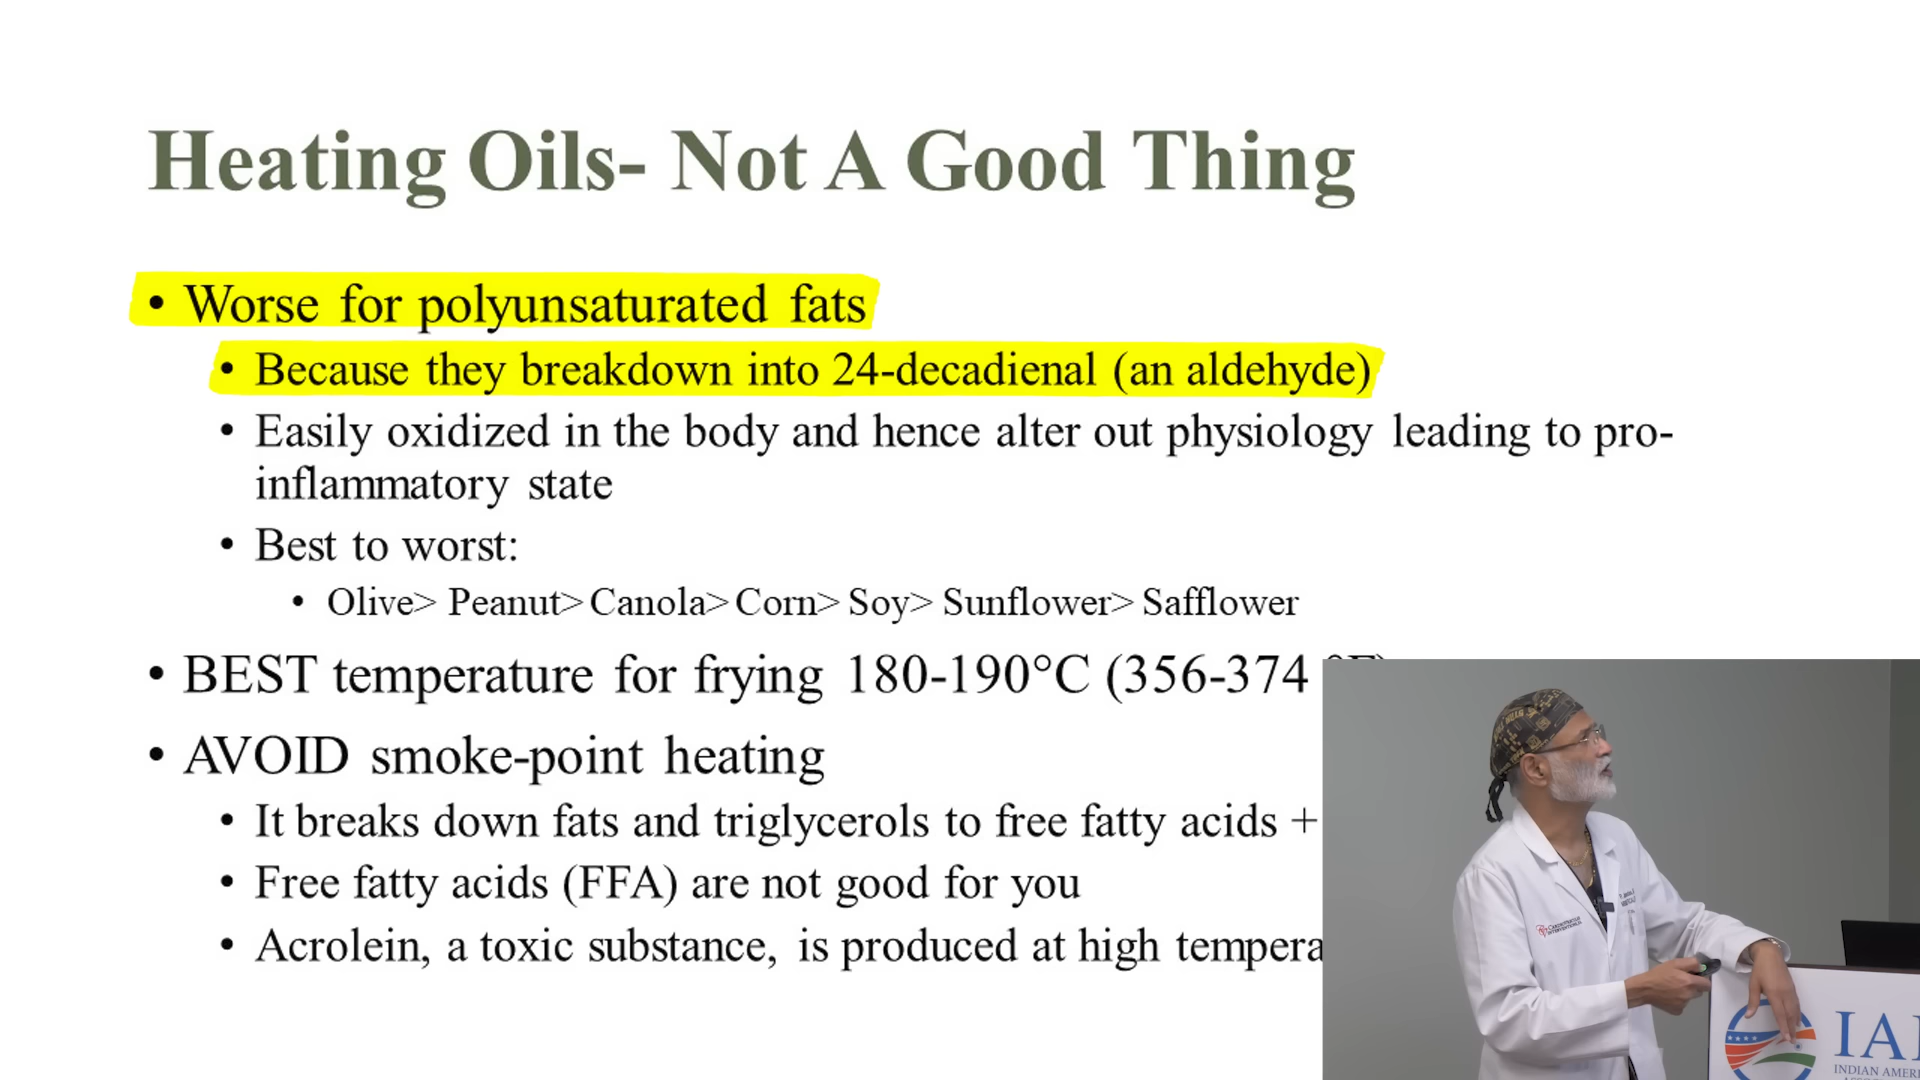 Heating Oils- Not A Good Thing
• Worse for polyunsaturated fats
• Because they breakdown into 24-decadienal (an aldehyde)
• Easily oxidized in the body and hence alter out physiology leading to pro-
inflammatory state
• Best to worst:
• Olive> Peanut> Canola> Corn> Soy> Sunflower> Safflower
• BEST temperature for frying 180-190°C (356-374 °F)
• AVOID smoke-point heating
• It breaks down fats and triglycerols to free fatty acids +
• Free fatty acids (FFA) are not good for you
• Acrolein, a toxic substance, is produced at high tempera
IA
INDIAN AMERI